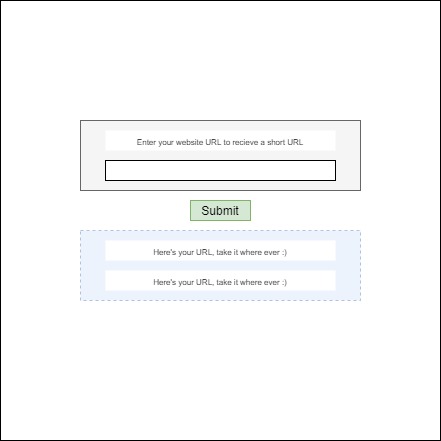 Enter your website URL to recieve a short URL
Submit
Here's your URL, take it where ever :)
Here's your URL, take it where ever :)